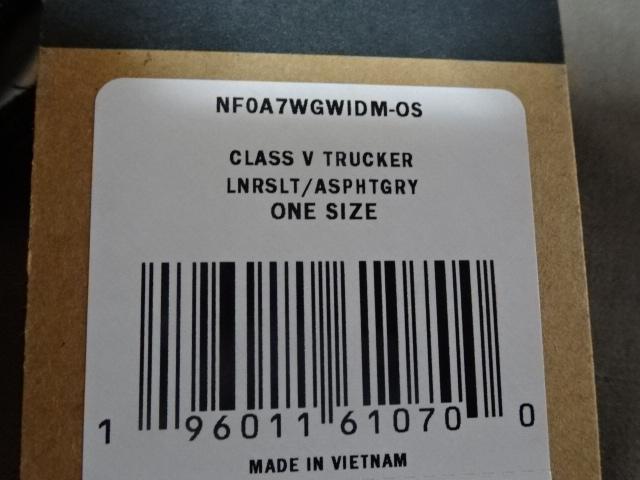 NF0A7WGWIDM-OS
CLASS V TRUCKER
LNRSLT/ASPHTGRY
ONE SIZE
1 96011 61070 0
MADE IN VIETNAM